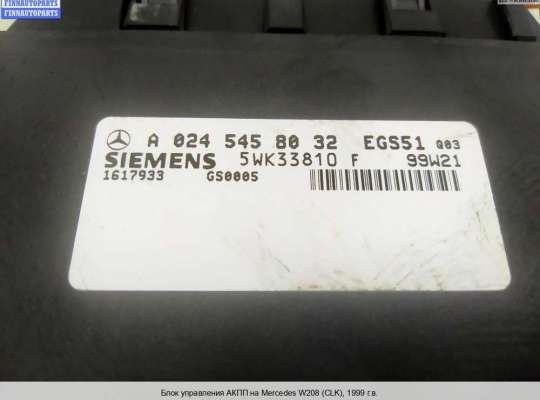 FINNAUTOPARTS
FINNAUTOPARTS
A 024 545 80 32 EGS51 Q03
SIEMENS 5WK33810 F 99W21
1617933 GS0005
Блок управления АКПП на Mercedes W208 (CLK), 1999 г.в.